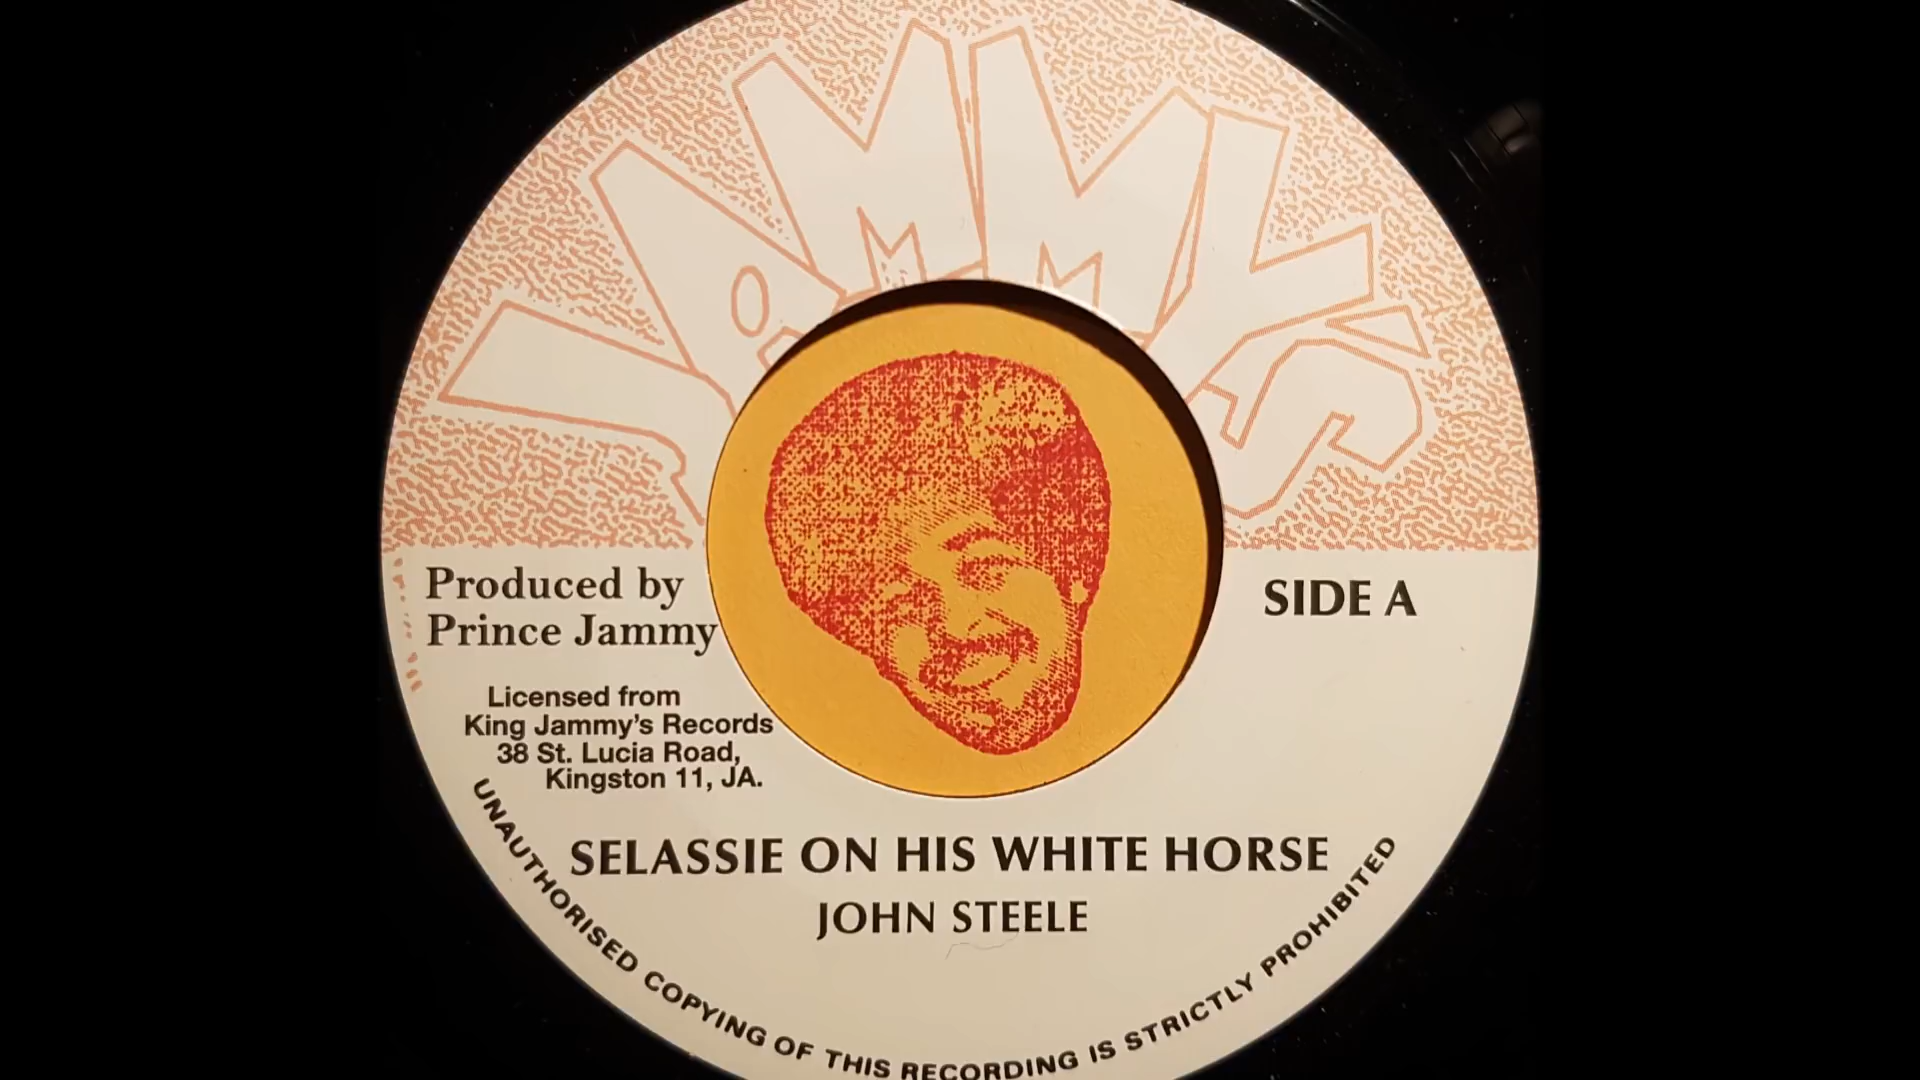 JAMMY'S
Produced by
Prince Jammy
SIDE A
Licensed from
King Jammy's Records
38 St. Lucia Road,
Kingston 11, JA.
SELASSIE ON HIS WHITE HORSE
JOHN STEELE
UNAUTHORISED COPYING OF THIS RECORDING IS STRICTLY PROHIBITED